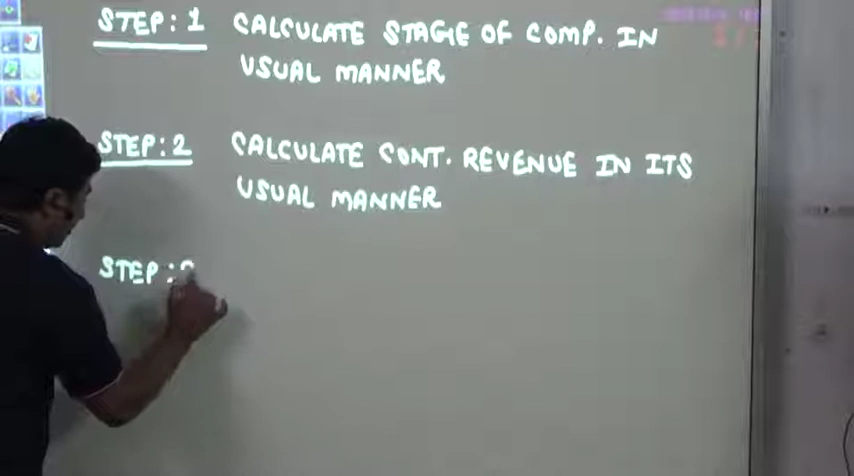 STEP:1 CALCULATE STAGE OF COMP. IN
USUAL MANNER
STEP:2 CALCULATE CONT. REVENUE IN ITS
USUAL MANNER
STEP: